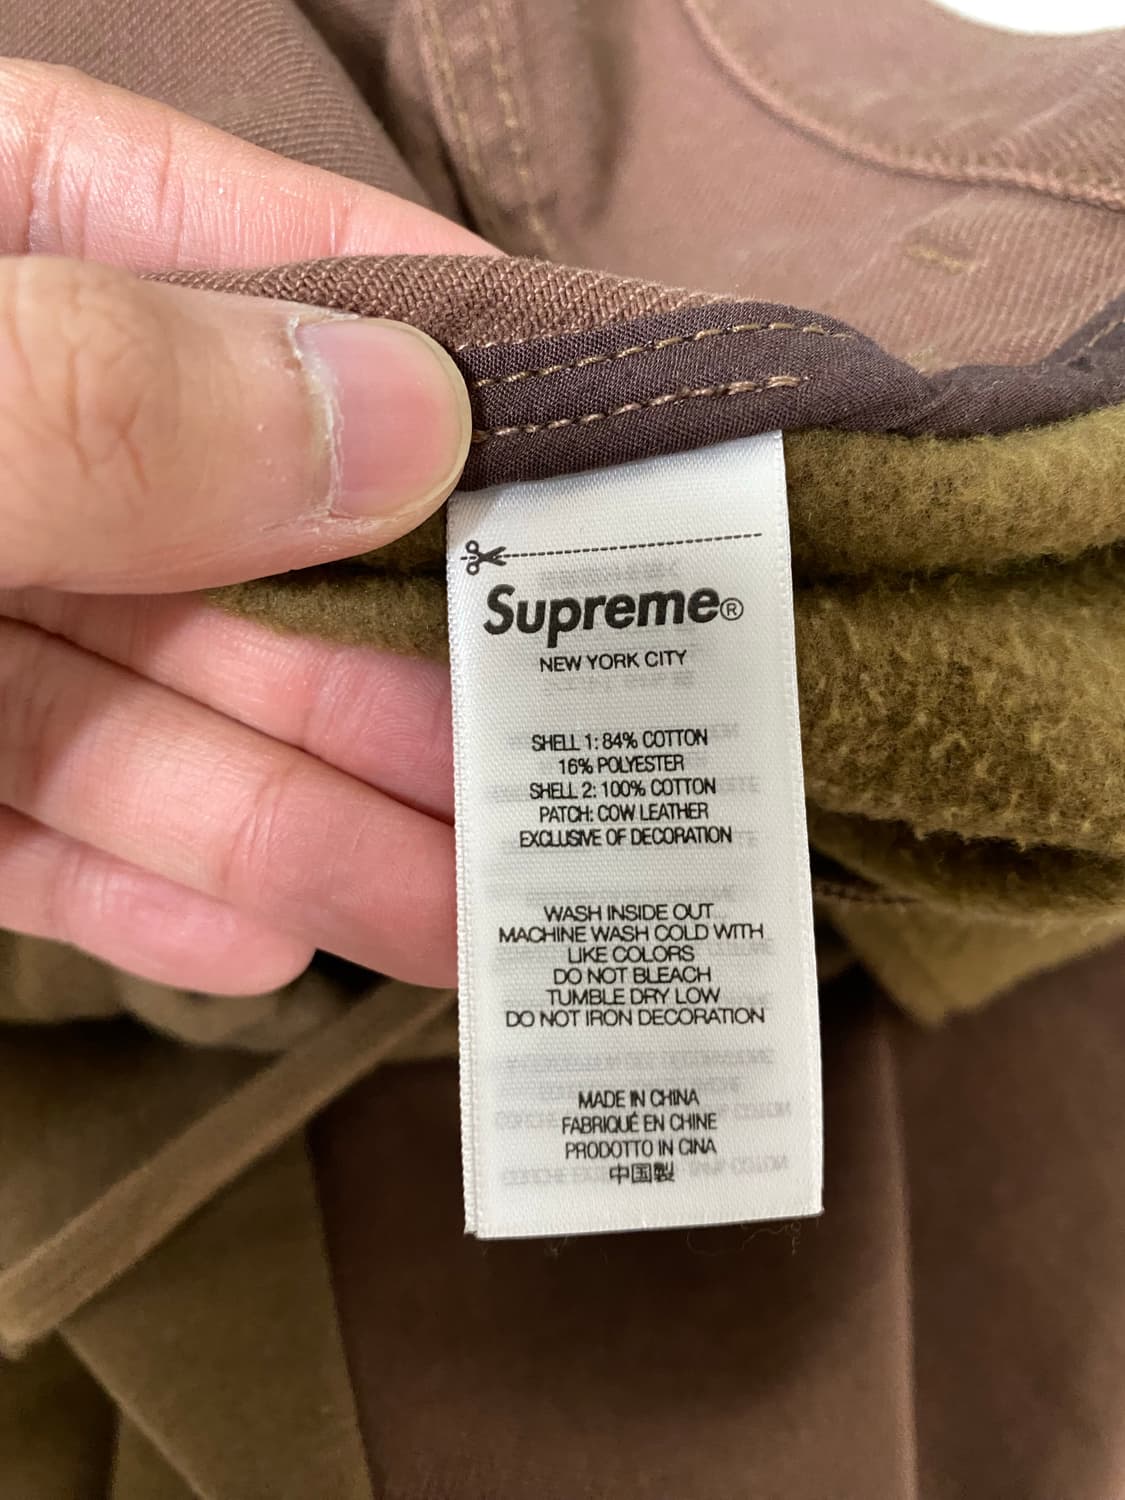 Supreme®
NEW YORK CITY
SHELL 1: 84% COTTON
16% POLYESTER
SHELL 2: 100% COTTON
PATCH: COW LEATHER
EXCLUSIVE OF DECORATION
WASH INSIDE OUT
MACHINE WASH COLD WITH
LIKE COLORS
DO NOT BLEACH
TUMBLE DRY LOW
DO NOT IRON DECORATION
MADE IN CHINA
FABRIQUÉ EN CHINE
PRODOTTO IN CINA
中国製